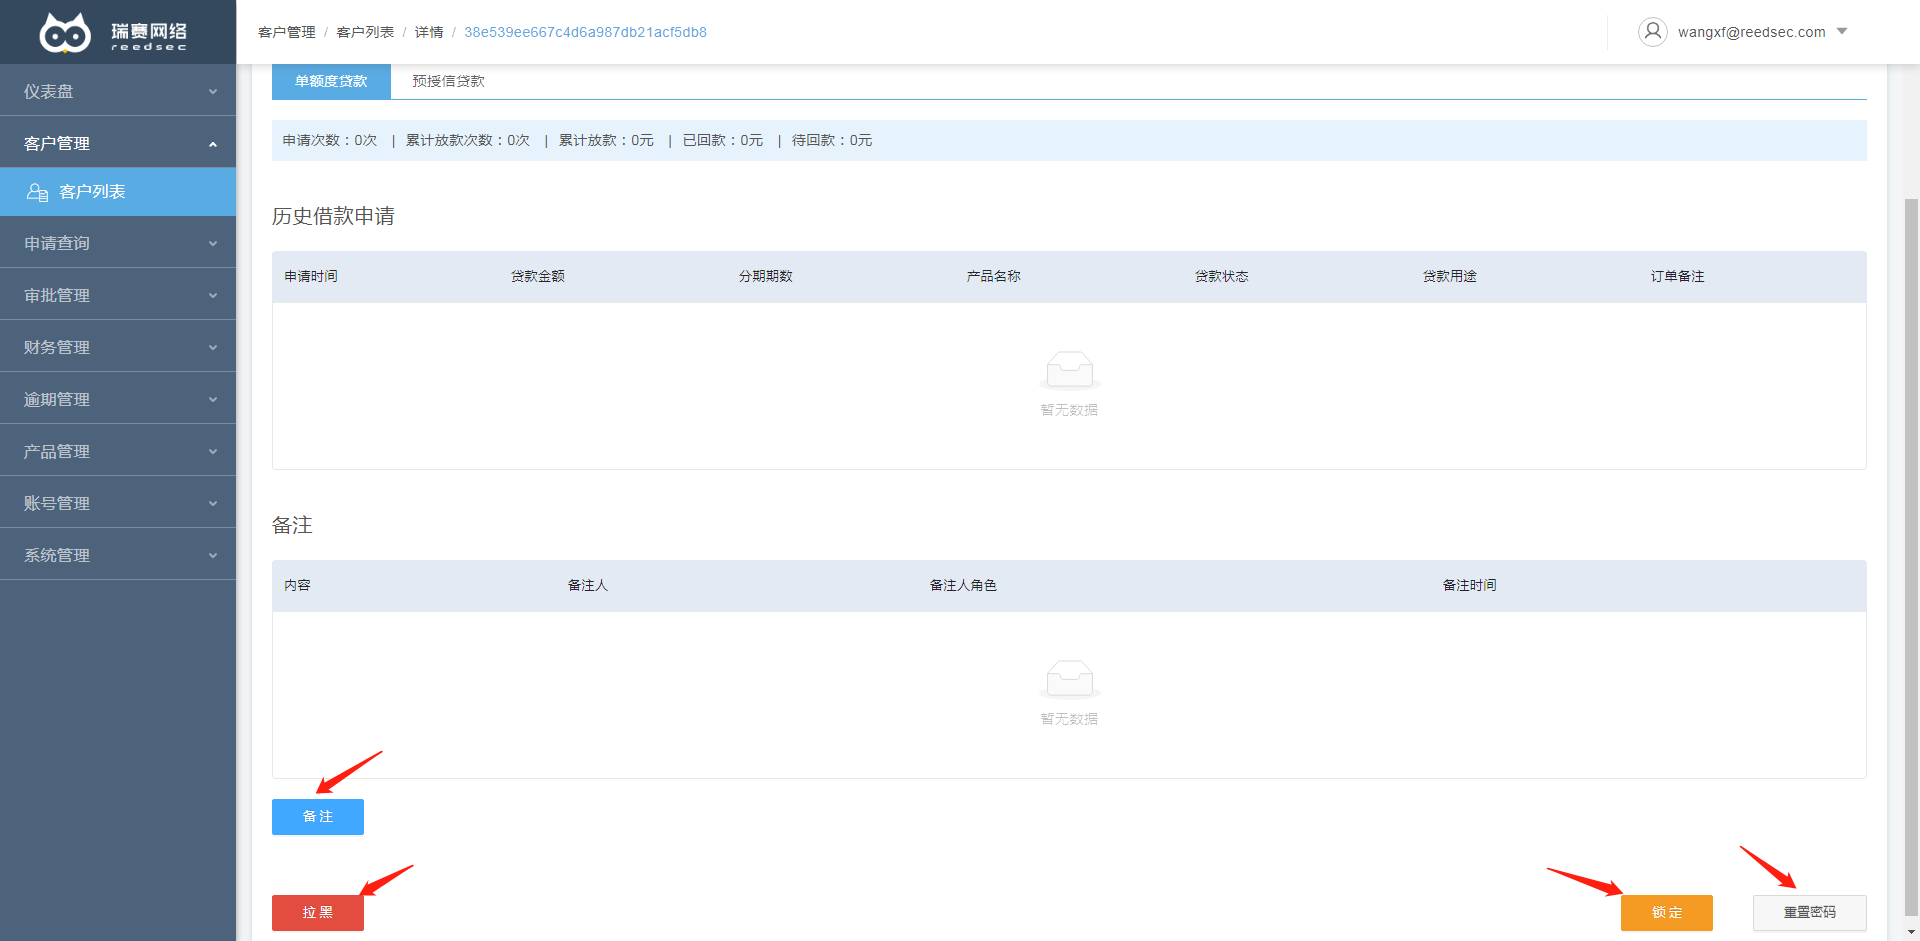 瑞赛网络
reedsec
客户管理 / 客户列表 / 详情 / 38e539ee667c4d6a987db21acf5db8
wangxf@reedsec.com
仪表盘
客户管理
客户列表
申请查询
审批管理
财务管理
逾期管理
产品管理
账号管理
系统管理
单额度贷款 预授信贷款
申请次数：0次 | 累计放款次数：0次 | 累计放款：0元 | 已回款：0元 | 待回款：0元
历史借款申请
申请时间 贷款金额 分期期数 产品名称 贷款状态 贷款用途 订单备注
暂无数据
备注
内容 备注人 备注人角色 备注时间
暂无数据
备注
拉黑 锁定 重置密码